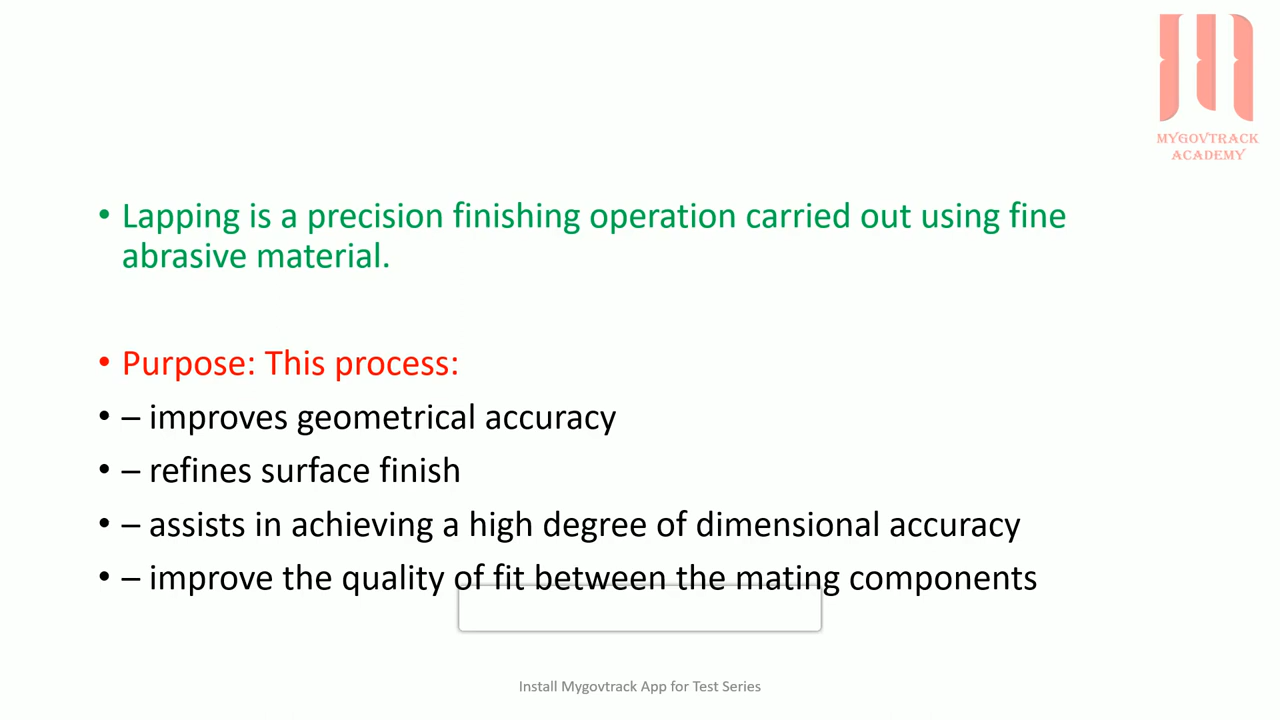 MYGOVTRACK
ACADEMY
• Lapping is a precision finishing operation carried out using fine
abrasive material.
• Purpose: This process:
• – improves geometrical accuracy
• – refines surface finish
• – assists in achieving a high degree of dimensional accuracy
• – improve the quality of fit between the mating components
Install Mygovtrack App for Test Series